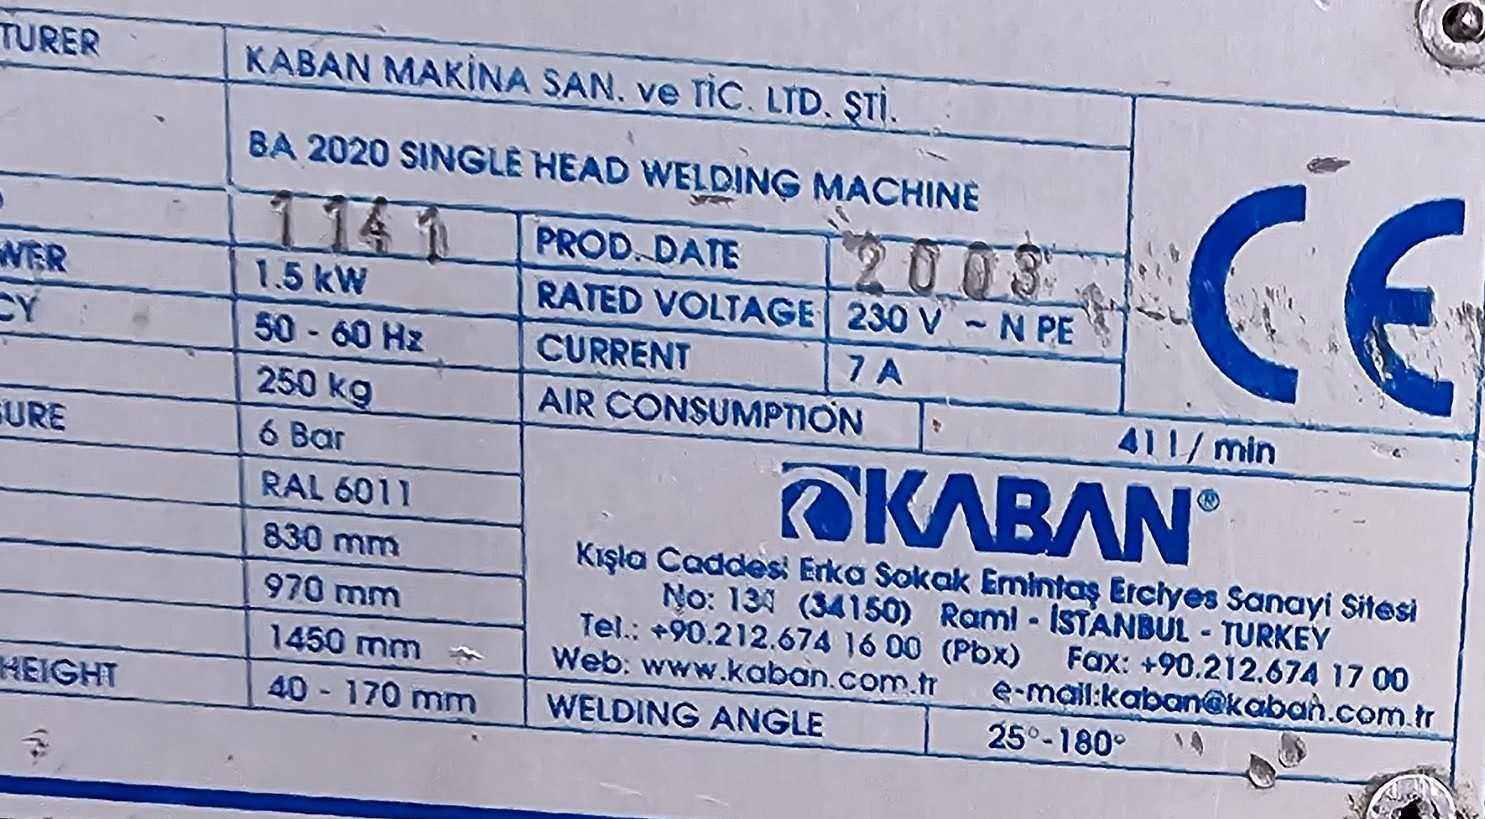 TURER KABAN MAKİNA SAN. ve TİC. LTD. ŞTİ.
BA 2020 SINGLE HEAD WELDING MACHINE
1141 PROD. DATE 2003
WER 1.5 kW RATED VOLTAGE 230 V ~ N PE
CY 50 - 60 Hz CURRENT 7 A
250 kg AIR CONSUMPTION 41 l / min
URE 6 Bar
RAL 6011
830 mm
970 mm
1450 mm
HEIGHT 40 - 170 mm
CE
KABAN®
Kışla Caddesi Erka Sokak Emintaş Erciyes Sanayi Sitesi
No: (34150) Rami - İSTANBUL - TURKEY
Tel.: +90.212.674 16 00 (Pbx) Fax: +90.212.674 17 00
Web: www.kaban.com.tr e-mail:kaban@kaban.com.tr
WELDING ANGLE 25°-180°